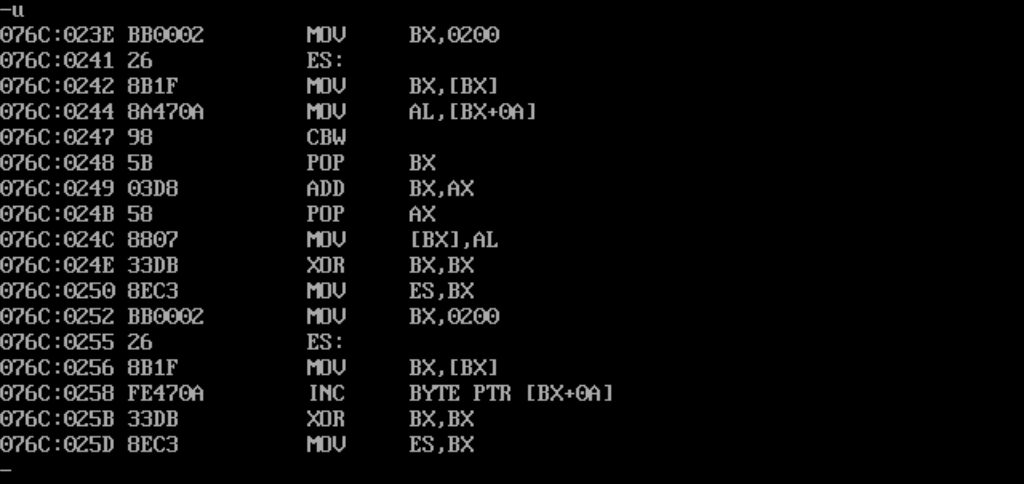 -u
076C:023E BB0002 MOV BX,0200
076C:0241 26 ES:
076C:0242 8B1F MOV BX,[BX]
076C:0244 8A470A MOV AL,[BX+0A]
076C:0247 98 CBW
076C:0248 5B POP BX
076C:0249 03D8 ADD BX,AX
076C:024B 58 POP AX
076C:024C 8807 MOV [BX],AL
076C:024E 33DB XOR BX,BX
076C:0250 8EC3 MOV ES,BX
076C:0252 BB0002 MOV BX,0200
076C:0255 26 ES:
076C:0256 8B1F MOV BX,[BX]
076C:0258 FE470A INC BYTE PTR [BX+0A]
076C:025B 33DB XOR BX,BX
076C:025D 8EC3 MOV ES,BX
-